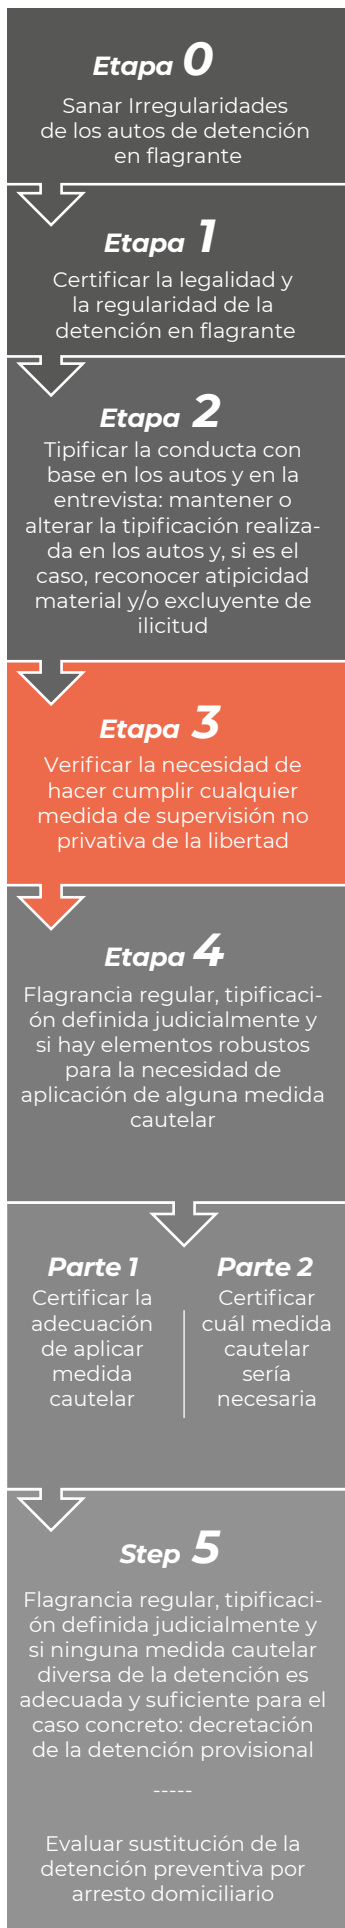 Etapa 0
Sanar Irregularidades
de los autos de detención
en flagrante
Etapa 1
Certificar la legalidad y
la regularidad de la
detención en flagrante
Etapa 2
Tipificar la conducta con
base en los autos y en la
entrevista: mantener o
alterar la tipificación realiza-
da en los autos y, si es el
caso, reconocer atipicidad
material y/o excluyente de
ilicitud
Etapa 3
Verificar la necesidad de
hacer cumplir cualquier
medida de supervisión no
privativa de la libertad
Etapa 4
Flagrancia regular, tipificaci-
ón definida judicialmente y
si hay elementos robustos
para la necesidad de
aplicación de alguna medida
cautelar
Parte 1
Certificar la
adecuación
de aplicar
medida
cautelar
Parte 2
Certificar
cuál medida
cautelar
sería
necesaria
Step 5
Flagrancia regular, tipificaci-
ón definida judicialmente y
si ninguna medida cautelar
diversa de la detención es
adecuada y suficiente para el
caso concreto: decretación
de la detención provisional
-----
Evaluar sustitución de la
detención preventiva por
arresto domiciliario